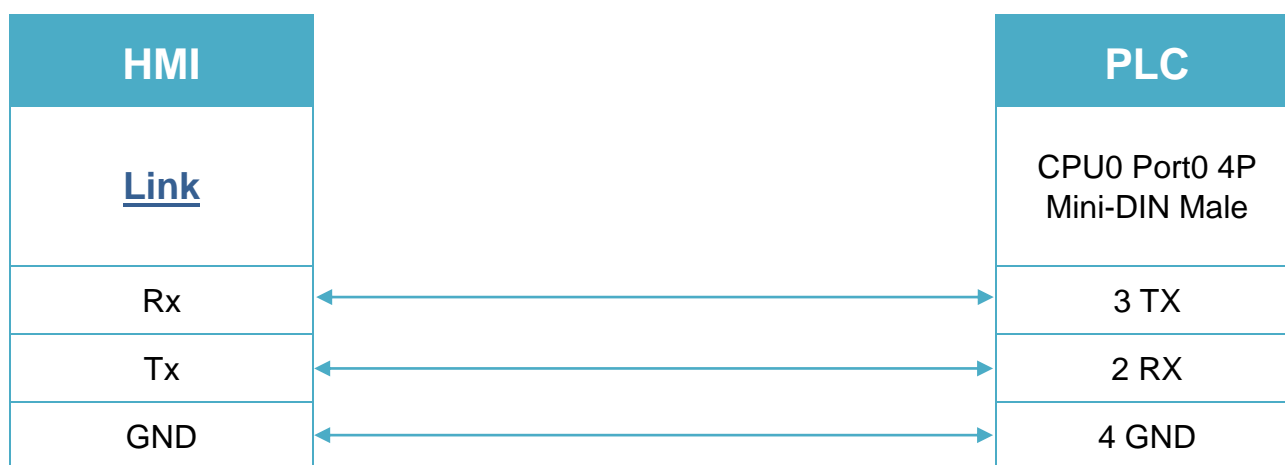 HMI
PLC
Link
CPU0 Port0 4P
Mini-DIN Male
Rx
3 TX
Tx
2 RX
GND
4 GND